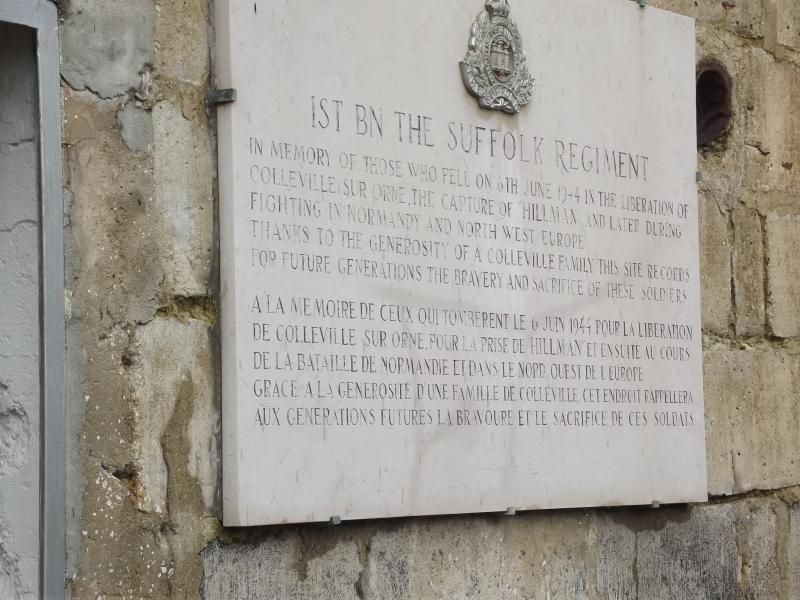 1ST BN THE SUFFOLK REGIMENT
IN MEMORY OF THOSE WHO FELL ON 6TH JUNE 1944 IN THE LIBERATION OF
COLLEVILLE SUR ORNE, THE CAPTURE OF "HILLMAN" AND LATER DURING
FIGHTING IN NORMANDY AND NORTH WEST EUROPE
THANKS TO THE GENEROSITY OF A COLLEVILLE FAMILY THIS SITE RECORDS
FOR FUTURE GENERATIONS THE BRAVERY AND SACRIFICE OF THESE SOLDIERS.
A LA MEMOIRE DE CEUX QUI TOMBERENT LE 6 JUIN 1944 POUR LA LIBERATION
DE COLLEVILLE SUR ORNE, POUR LA PRISE DE "HILLMAN" ET ENSUITE AU COURS
DE LA BATAILLE DE NORMANDIE ET DANS LE NORD OUEST DE L'EUROPE
GRACE A LA GENEROSITE D'UNE FAMILLE DE COLLEVILLE, CET ENDROIT RAPPELLERA
AUX GENERATIONS FUTURES LA BRAVOURE ET LE SACRIFICE DE CES SOLDATS